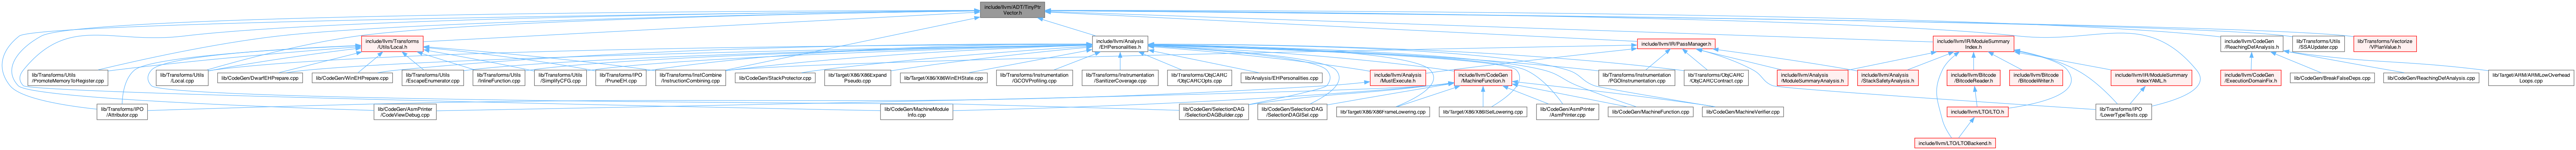 include/llvm/ADT/TinyPtr
Vector.h
include/llvm/Transforms
/Utils/Local.h
include/llvm/Analysis
/EHPersonalities.h
include/llvm/IR/PassManager.h
include/llvm/IR/ModuleSummary
Index.h
include/llvm/CodeGen
/ReachingDefAnalysis.h
lib/Transforms/Utils
/SSAUpdater.cpp
lib/Transforms/Vectorize
/VPlanValue.h
lib/Transforms/Utils
/PromoteMemoryToRegister.cpp
lib/Transforms/Utils
/Local.cpp
lib/CodeGen/DwarfEHPrepare.cpp
lib/CodeGen/WinEHPrepare.cpp
lib/Transforms/Utils
/EscapeEnumerator.cpp
lib/Transforms/Utils
/InlineFunction.cpp
lib/Transforms/Utils
/SimplifyCFG.cpp
lib/Transforms/IPO
/PruneEH.cpp
lib/Transforms/InstCombine
/InstructionCombining.cpp
lib/CodeGen/StackProtector.cpp
lib/Target/X86/X86Expand
Pseudo.cpp
lib/Target/X86/X86WinEHState.cpp
lib/Transforms/Instrumentation
/GCOVProfiling.cpp
lib/Transforms/Instrumentation
/SanitizerCoverage.cpp
lib/Transforms/ObjCARC
/ObjCARCOpts.cpp
lib/Analysis/EHPersonalities.cpp
include/llvm/Analysis
/MustExecute.h
include/llvm/CodeGen
/MachineFunction.h
lib/Transforms/Instrumentation
/PGOInstrumentation.cpp
lib/Transforms/ObjCARC
/ObjCARCContract.cpp
include/llvm/Analysis
/ModuleSummaryAnalysis.h
include/llvm/Analysis
/StackSafetyAnalysis.h
include/llvm/Bitcode
/BitcodeReader.h
include/llvm/Bitcode
/BitcodeWriter.h
include/llvm/IR/ModuleSummary
IndexYAML.h
include/llvm/CodeGen
/ExecutionDomainFix.h
lib/CodeGen/BreakFalseDeps.cpp
lib/CodeGen/ReachingDefAnalysis.cpp
lib/Target/ARM/ARMLowOverhead
Loops.cpp
lib/Transforms/IPO
/Attributor.cpp
lib/CodeGen/AsmPrinter
/CodeViewDebug.cpp
lib/CodeGen/MachineModule
Info.cpp
lib/CodeGen/SelectionDAG
/SelectionDAGBuilder.cpp
lib/CodeGen/SelectionDAG
/SelectionDAGISel.cpp
lib/Target/X86/X86FrameLowering.cpp
lib/Target/X86/X86ISelLowering.cpp
lib/CodeGen/AsmPrinter
/AsmPrinter.cpp
lib/CodeGen/MachineFunction.cpp
lib/CodeGen/MachineVerifier.cpp
include/llvm/LTO/LTO.h
lib/Transforms/IPO
/LowerTypeTests.cpp
include/llvm/LTO/LTOBackend.h